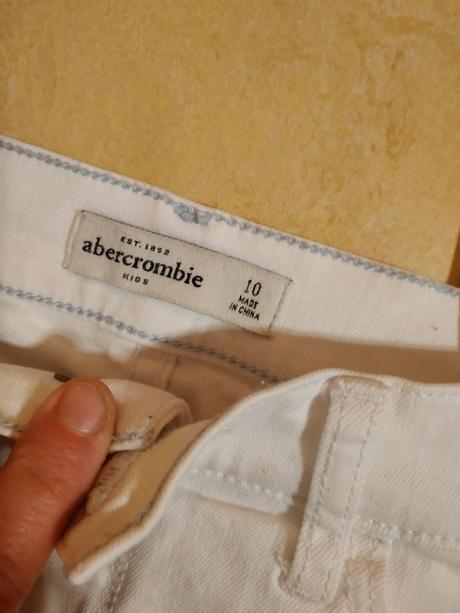 EST. 1892
abercrombie
KIDS
10
MADE
IN CHINA